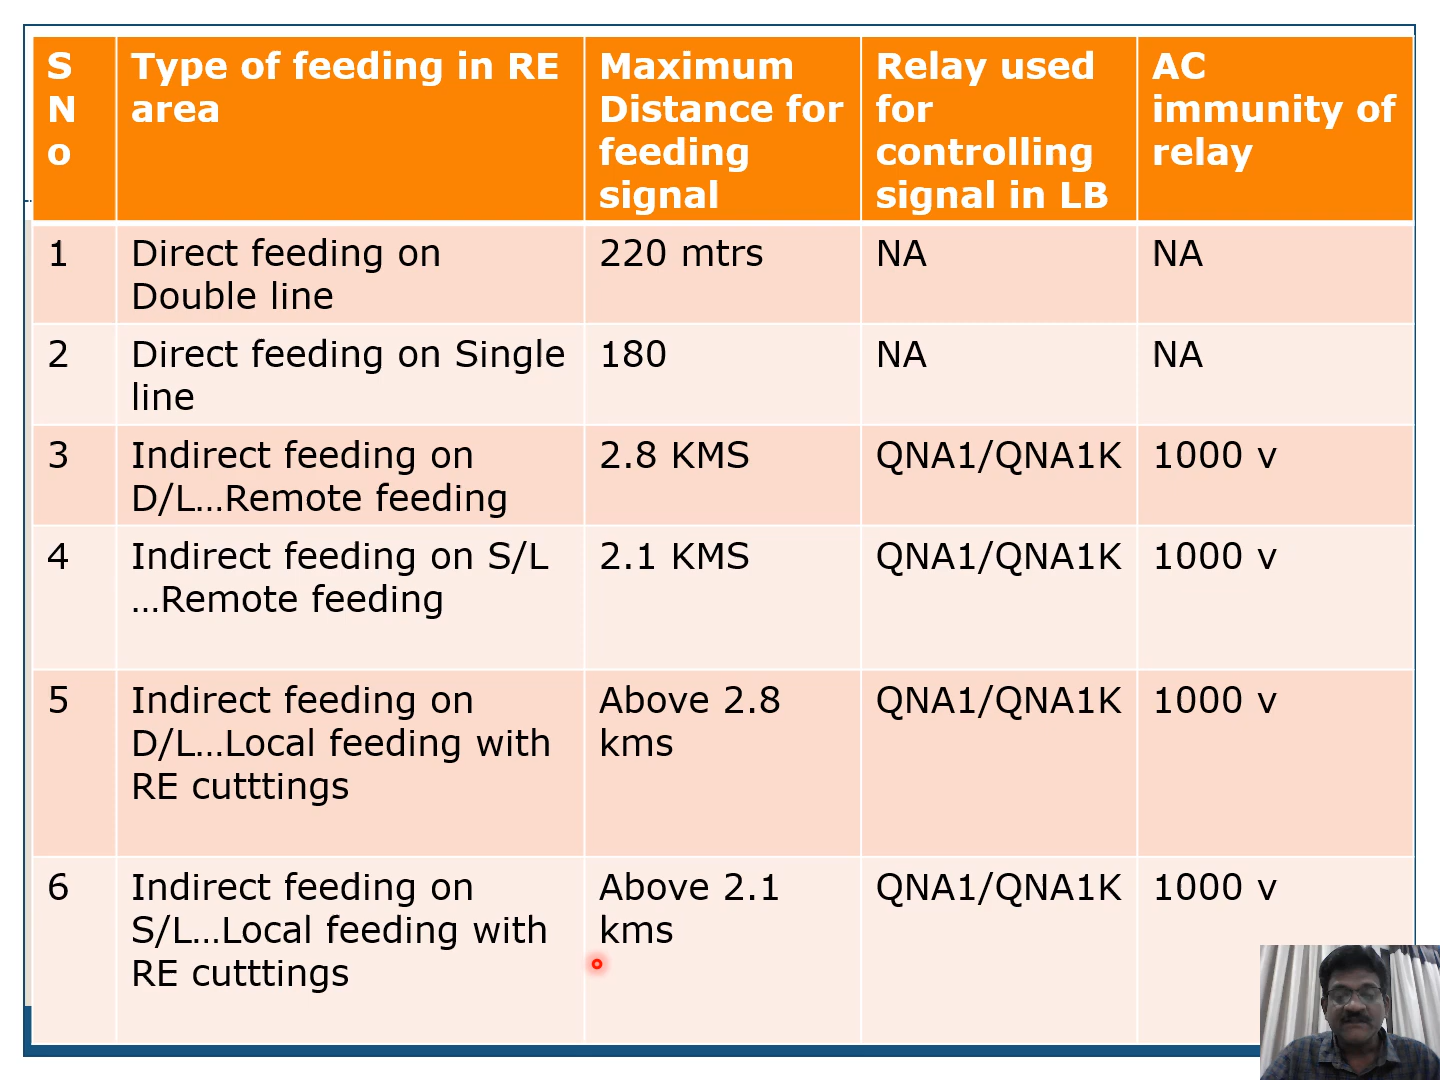 S
N
o
Type of feeding in RE
area
Maximum
Distance for
feeding
signal
Relay used
for
controlling
signal in LB
AC
immunity of
relay
1
Direct feeding on
Double line
220 mtrs
NA
NA
2
Direct feeding on Single
line
180
NA
NA
3
Indirect feeding on
D/L...Remote feeding
2.8 KMS
QNA1/QNA1K
1000 v
4
Indirect feeding on S/L
...Remote feeding
2.1 KMS
QNA1/QNA1K
1000 v
5
Indirect feeding on
D/L...Local feeding with
RE cutttings
Above 2.8
kms
QNA1/QNA1K
1000 v
6
Indirect feeding on
S/L...Local feeding with
RE cutttings
Above 2.1
kms
QNA1/QNA1K
1000 v